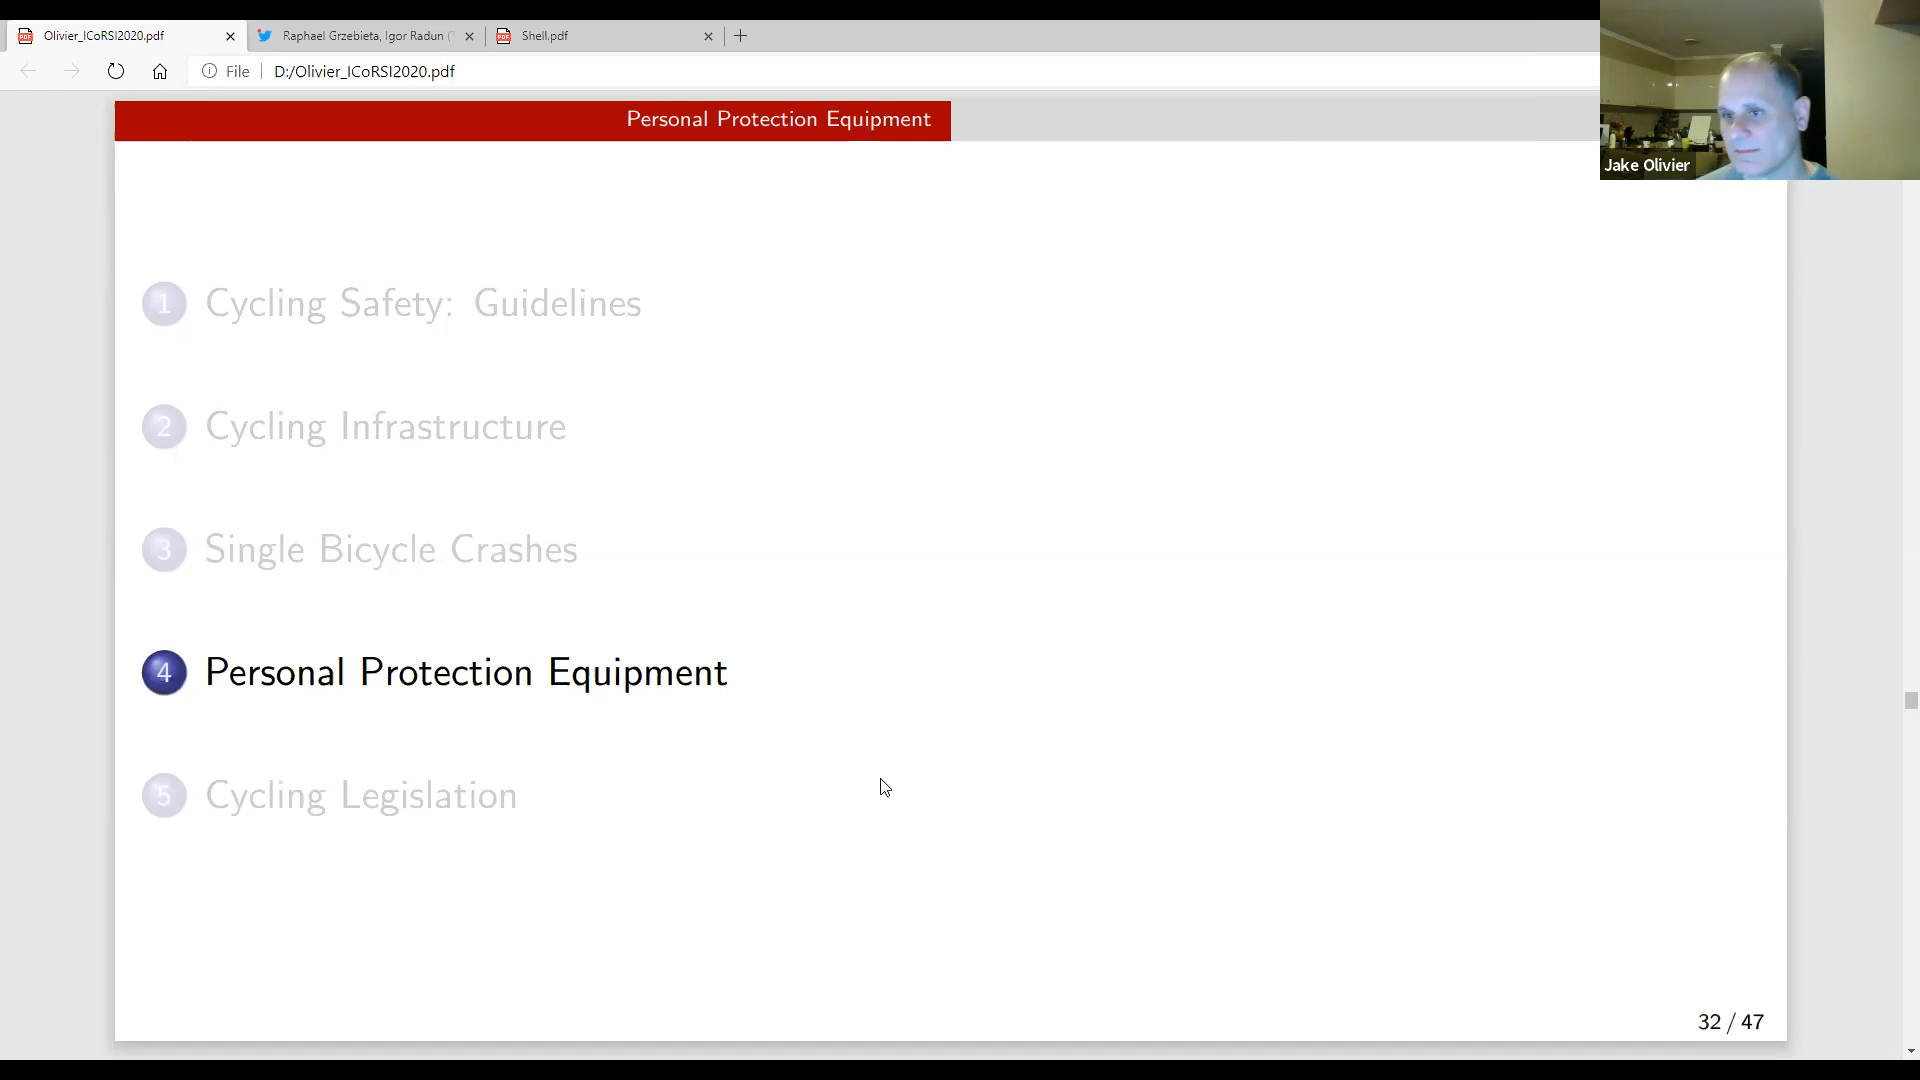 Olivier_ICoRSI2020.pdf
Raphael Grzebieta, Igor Radun (
Shell.pdf
File
D:/Olivier_ICoRSI2020.pdf
Personal Protection Equipment
Jake Olivier
1 Cycling Safety: Guidelines
2 Cycling Infrastructure
3 Single Bicycle Crashes
4 Personal Protection Equipment
5 Cycling Legislation
32 / 47